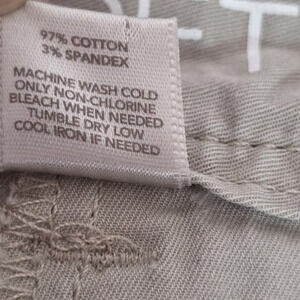 97% COTTON
3% SPANDEX
MACHINE WASH COLD
ONLY NON-CHLORINE
BLEACH WHEN NEEDED
TUMBLE DRY LOW
COOL IRON IF NEEDED